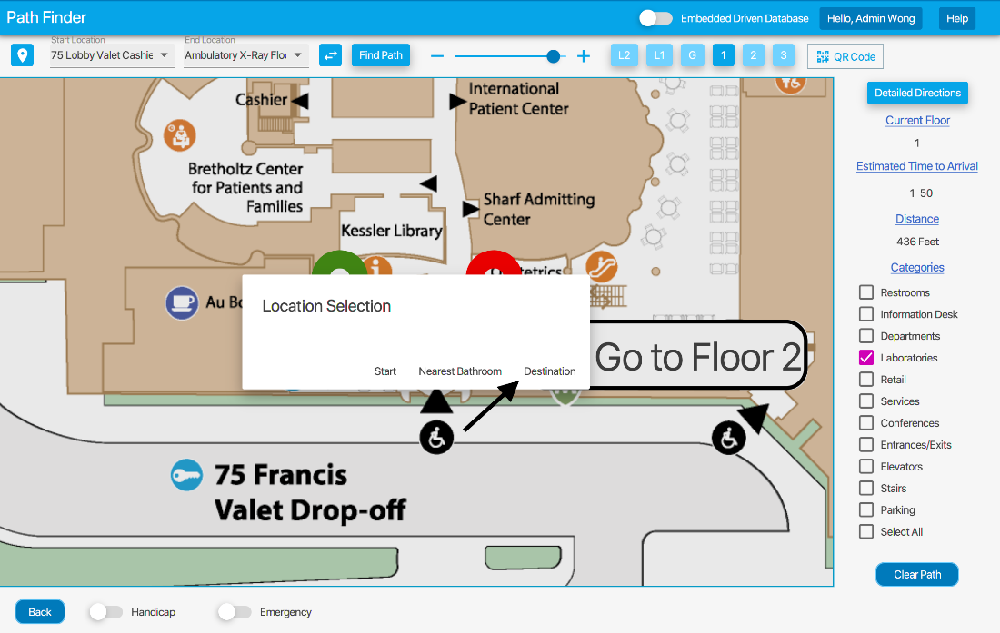 Path Finder
Embedded Driven Database
Hello, Admin Wong
Help
Start Location
75 Lobby Valet Cashie
End Location
Ambulatory X-Ray Floo
Find Path
L2
L1
G
1
2
3
QR Code
Cashier
International
Patient Center
Bretholtz Center
for Patients and
Families
Sharf Admitting
Center
Kessler Library
Au Bo
Location Selection
Start
Nearest Bathroom
Destination
Go to Floor 2
75 Francis
Valet Drop-off
Detailed Directions
Current Floor
1
Estimated Time to Arrival
1 50
Distance
436 Feet
Categories
Restrooms
Information Desk
Departments
Laboratories
Retail
Services
Conferences
Entrances/Exits
Elevators
Stairs
Parking
Select All
Clear Path
Back
Handicap
Emergency